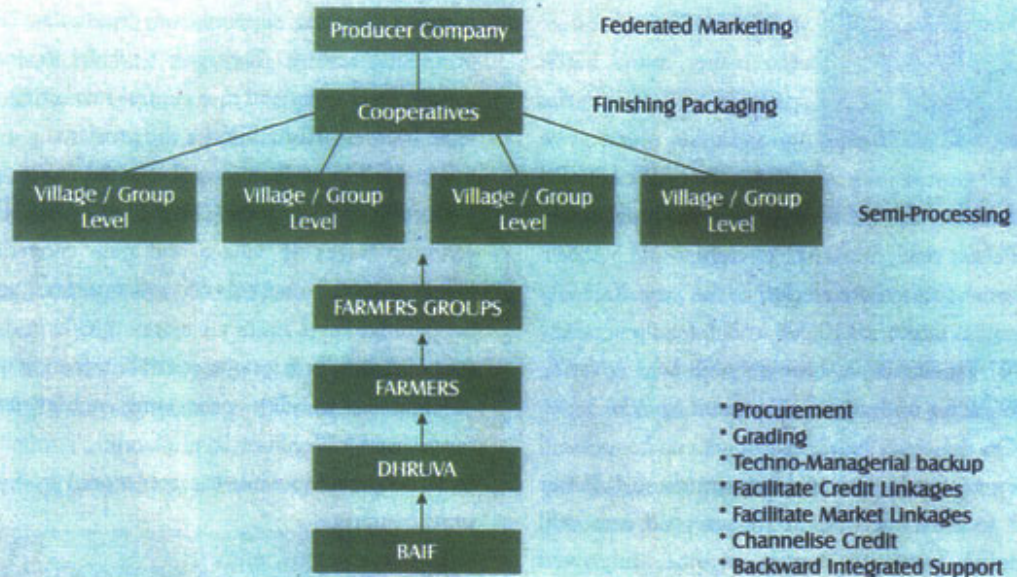 Producer Company
Federated Marketing
Cooperatives
Finishing Packaging
Village / Group
Level
Village / Group
Level
Village / Group
Level
Village / Group
Level
Semi-Processing
FARMERS GROUPS
FARMERS
DHRUVA
BAIF
* Procurement
* Grading
* Techno-Managerial backup
* Facilitate Credit Linkages
* Facilitate Market Linkages
* Channelise Credit
* Backward Integrated Support